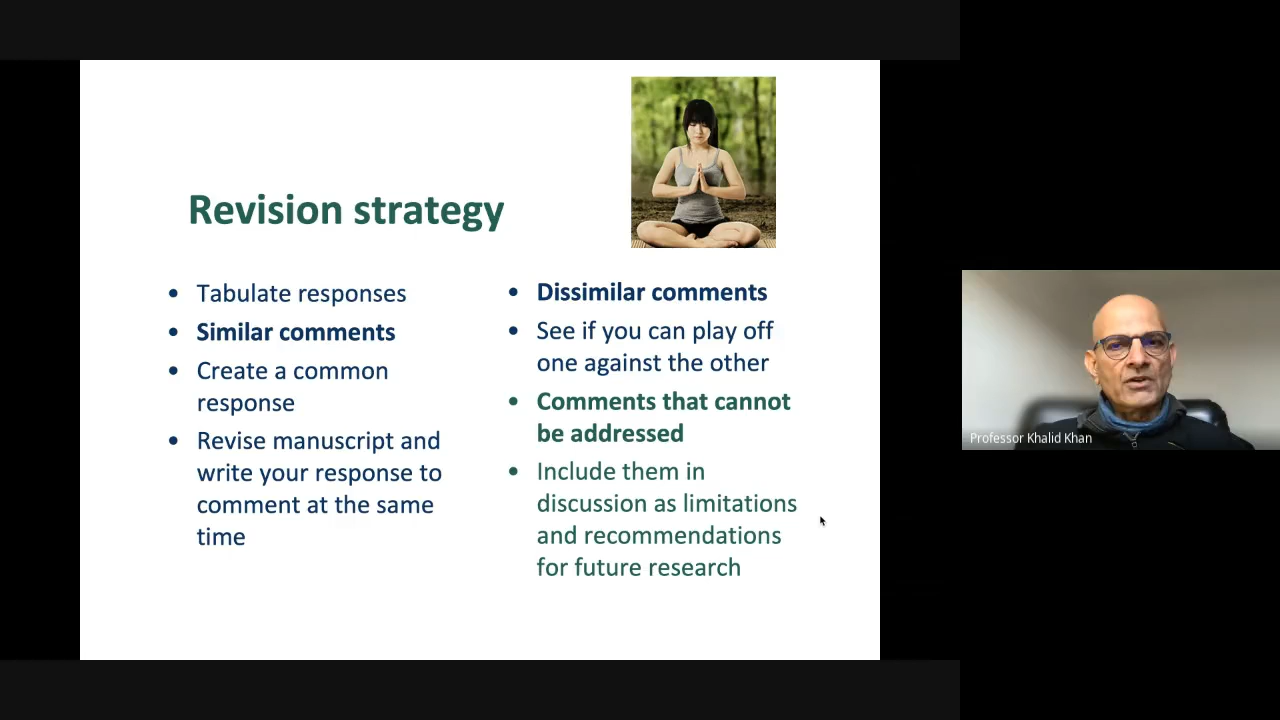 Revision strategy
• Tabulate responses
• Similar comments
• Create a common
response
• Revise manuscript and
write your response to
comment at the same
time
• Dissimilar comments
• See if you can play off
one against the other
• Comments that cannot
be addressed
• Include them in
discussion as limitations
and recommendations
for future research
Professor Khalid Khan